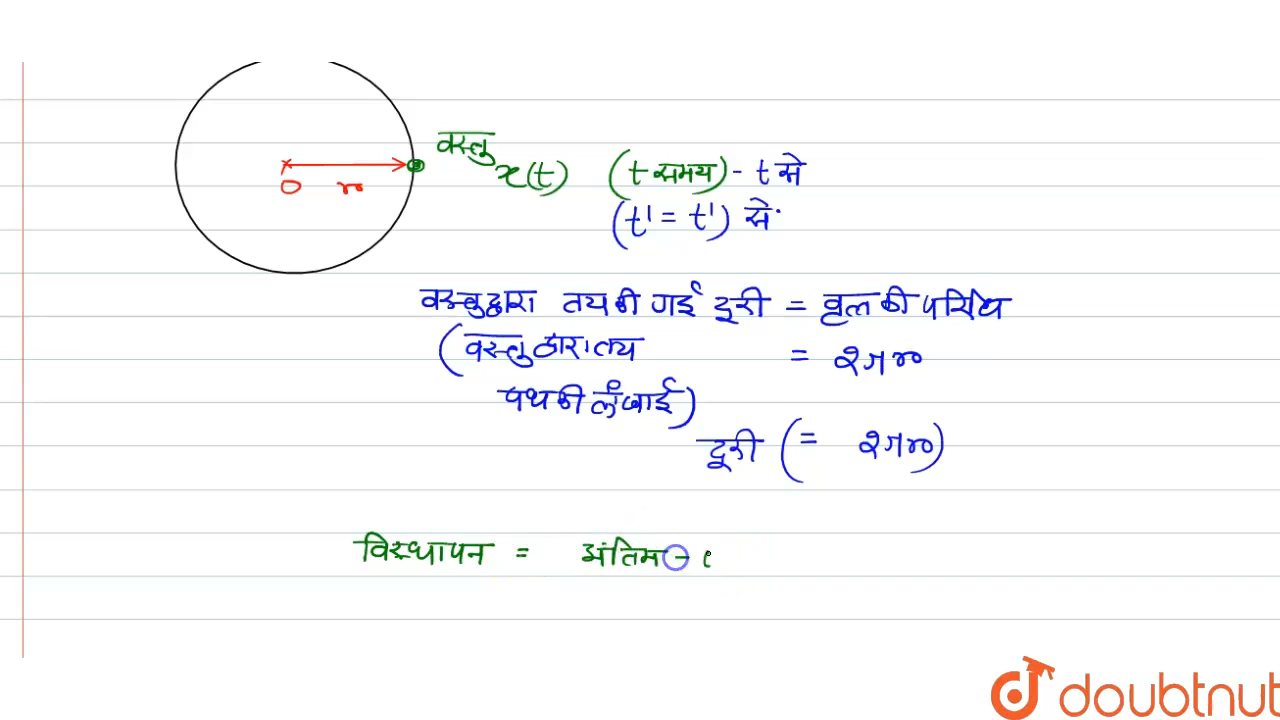 वस्तु
x(t) (t समय) - t से
O r
(t' = t') से.
वस्तु द्वारा तय की गई दूरी = वृत्त की परिधि
(वस्तु द्वारा तय = 2πr
पथ की लंबाई)
दूरी (= 2πr)
विस्थापन = अंतिम -
doubtnut